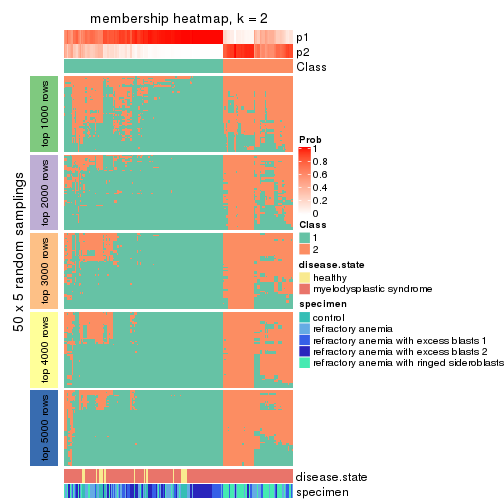 membership heatmap, k = 2
p1
p2
Class
50 x 5 random samplings
top 1000 rows
top 2000 rows
top 3000 rows
top 4000 rows
top 5000 rows
disease.state
specimen
Prob
1
0.8
0.6
0.4
0.2
0
Class
1
2
disease.state
healthy
myelodysplastic syndrome
specimen
control
refractory anemia
refractory anemia with excess blasts 1
refractory anemia with excess blasts 2
refractory anemia with ringed sideroblasts